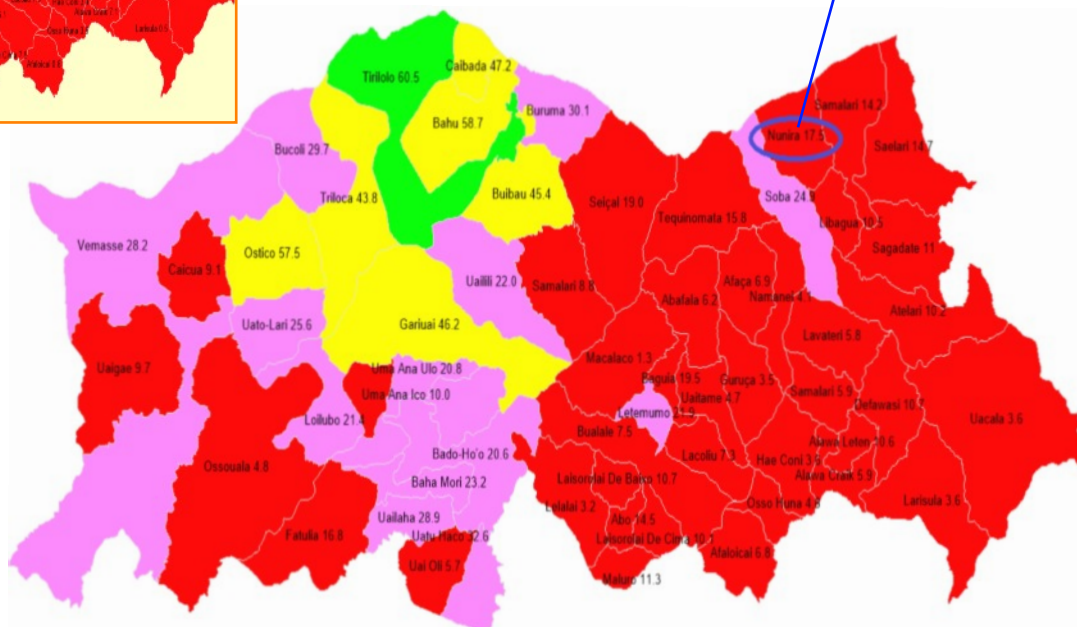 Larisula 0.5
Tirilolo 60.5
Caibada 47.2
Bahu 58.7
Buruma 30.1
Samalari 14.2
Nunira 17.5
Saelari 14.7
Bucoli 29.7
Triloca 43.8
Buibau 45.4
Seiçal 19.0
Tequinomata 15.8
Soba 24.9
Libagua 10.5
Sagadate 11
Vemasse 28.2
Caicua 9.1
Ostico 57.5
Uailili 22.0
Samalari 8.8
Abafala 6.2
Afaça 6.9
Namanei 4.1
Atelari 10.2
Uato-Lari 25.6
Gariuai 46.2
Lavateri 5.8
Uaigae 9.7
Macalaco 1.3
Uma Ana Ulo 20.8
Uma Ana Ico 10.0
Baguia 19.5
Guruça 3.5
Uaitame 4.7
Samalari 5.9
Defawasi 10.7
Uacala 3.6
Loilubo 21.4
Letemumo 21.9
Bualale 7.5
Alawa Leten 10.6
Bado-Ho'o 20.6
Lacoliu 7.3
Ossouala 4.8
Hae Coni 3.9
Alawa Craik 5.9
Baha Mori 23.2
Laisorolai De Baixo 10.7
Larisula 3.6
Lelalai 3.2
Osso Huna 4.8
Uailaha 28.9
Abo 14.5
Fatulia 16.8
Uatu Haco 32.6
Laisorolai De Cima 10.1
Afaloicai 6.8
Uai Oli 5.7
Maluro 11.3